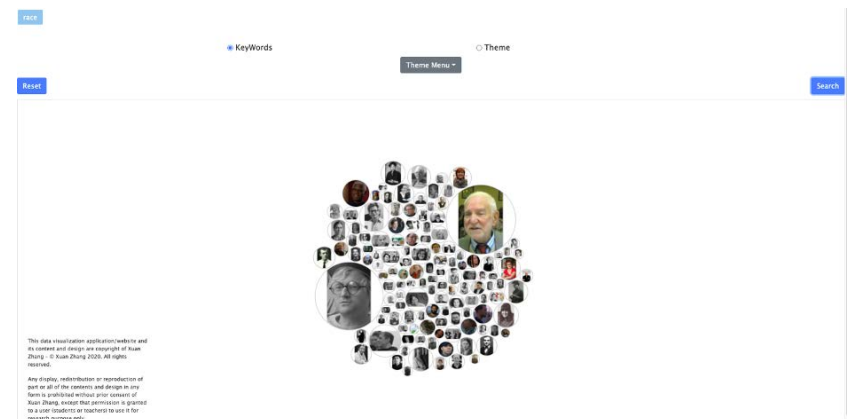 race
KeyWords
Theme
Theme Menu
Reset
Search
This data visualization application/website and
its content and design are copyright of Xuan
Zhang - © Xuan Zhang 2020. All rights
reserved.
Any display, redistribution or reproduction of
part or all of the contents and design in any
form is prohibited without prior consent of
Xuan Zhang, except that permission is granted
to a user (students or teachers) to use it for
research purpose only.